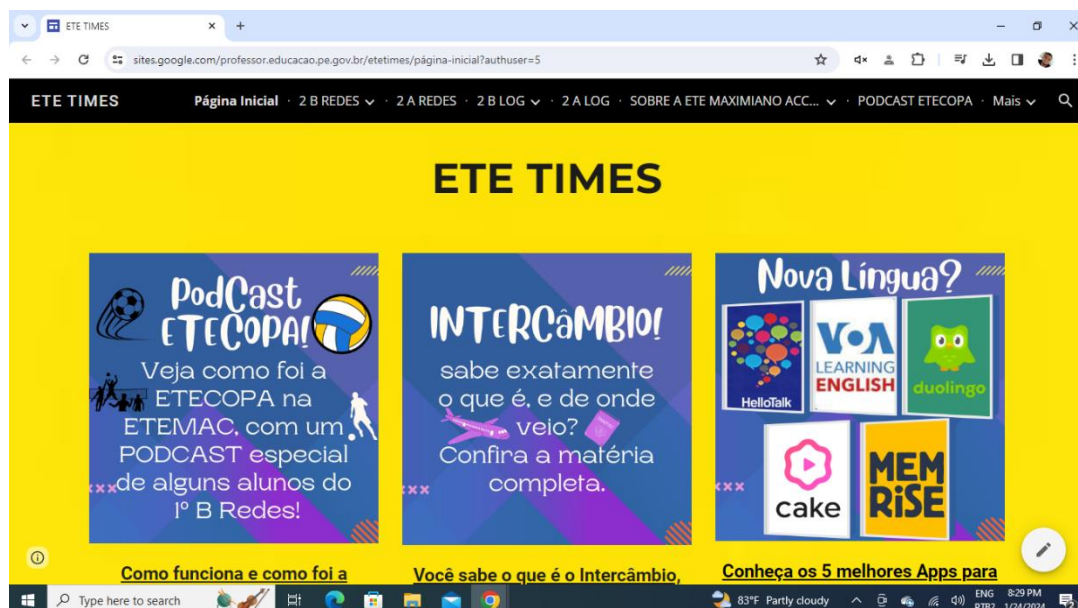 ETE TIMES
sites.google.com/professor.educacao.pe.gov.br/etetimes/página-inicial?authuser=5
ETE TIMES Página Inicial · 2 B REDES · 2 A REDES · 2 B LOG · 2 A LOG · SOBRE A ETE MAXIMIANO ACC... · PODCAST ETECOPA · Mais
ETE TIMES
PodCast
ETECOPA!
Veja como foi a
ETECOPA na
ETEMAC, com um
PODCAST especial
de alguns alunos do
1º B Redes!
INTERCâMBIO!
sabe exatamente
o que é, e de onde
veio?
Confira a matéria
completa.
Nova Língua?
HelloTalk
VOA
LEARNING
ENGLISH
duolingo
cake
MEM
RiSE
Como funciona e como foi a
Você sabe o que é o Intercâmbio,
Conheça os 5 melhores Apps para
Type here to search
83°F Partly cloudy
ENG
PTB2
8:29 PM
1/24/2024